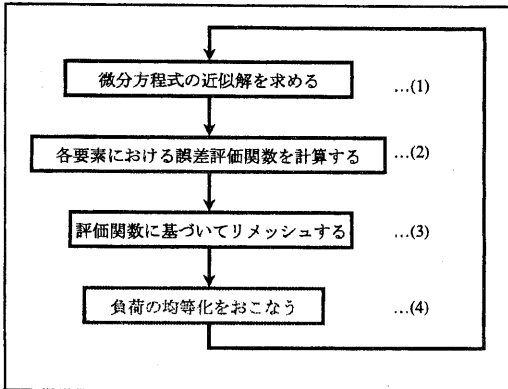 微分方程式の近似解を求める …(1)
各要素における誤差評価関数を計算する …(2)
評価関数に基づいてリメッシュする …(3)
負荷の均等化をおこなう …(4)